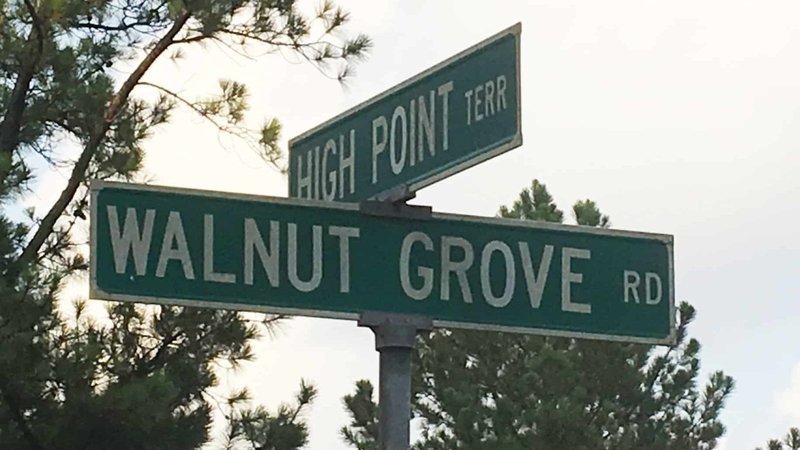 HIGH POINT TERR
WALNUT GROVE RD